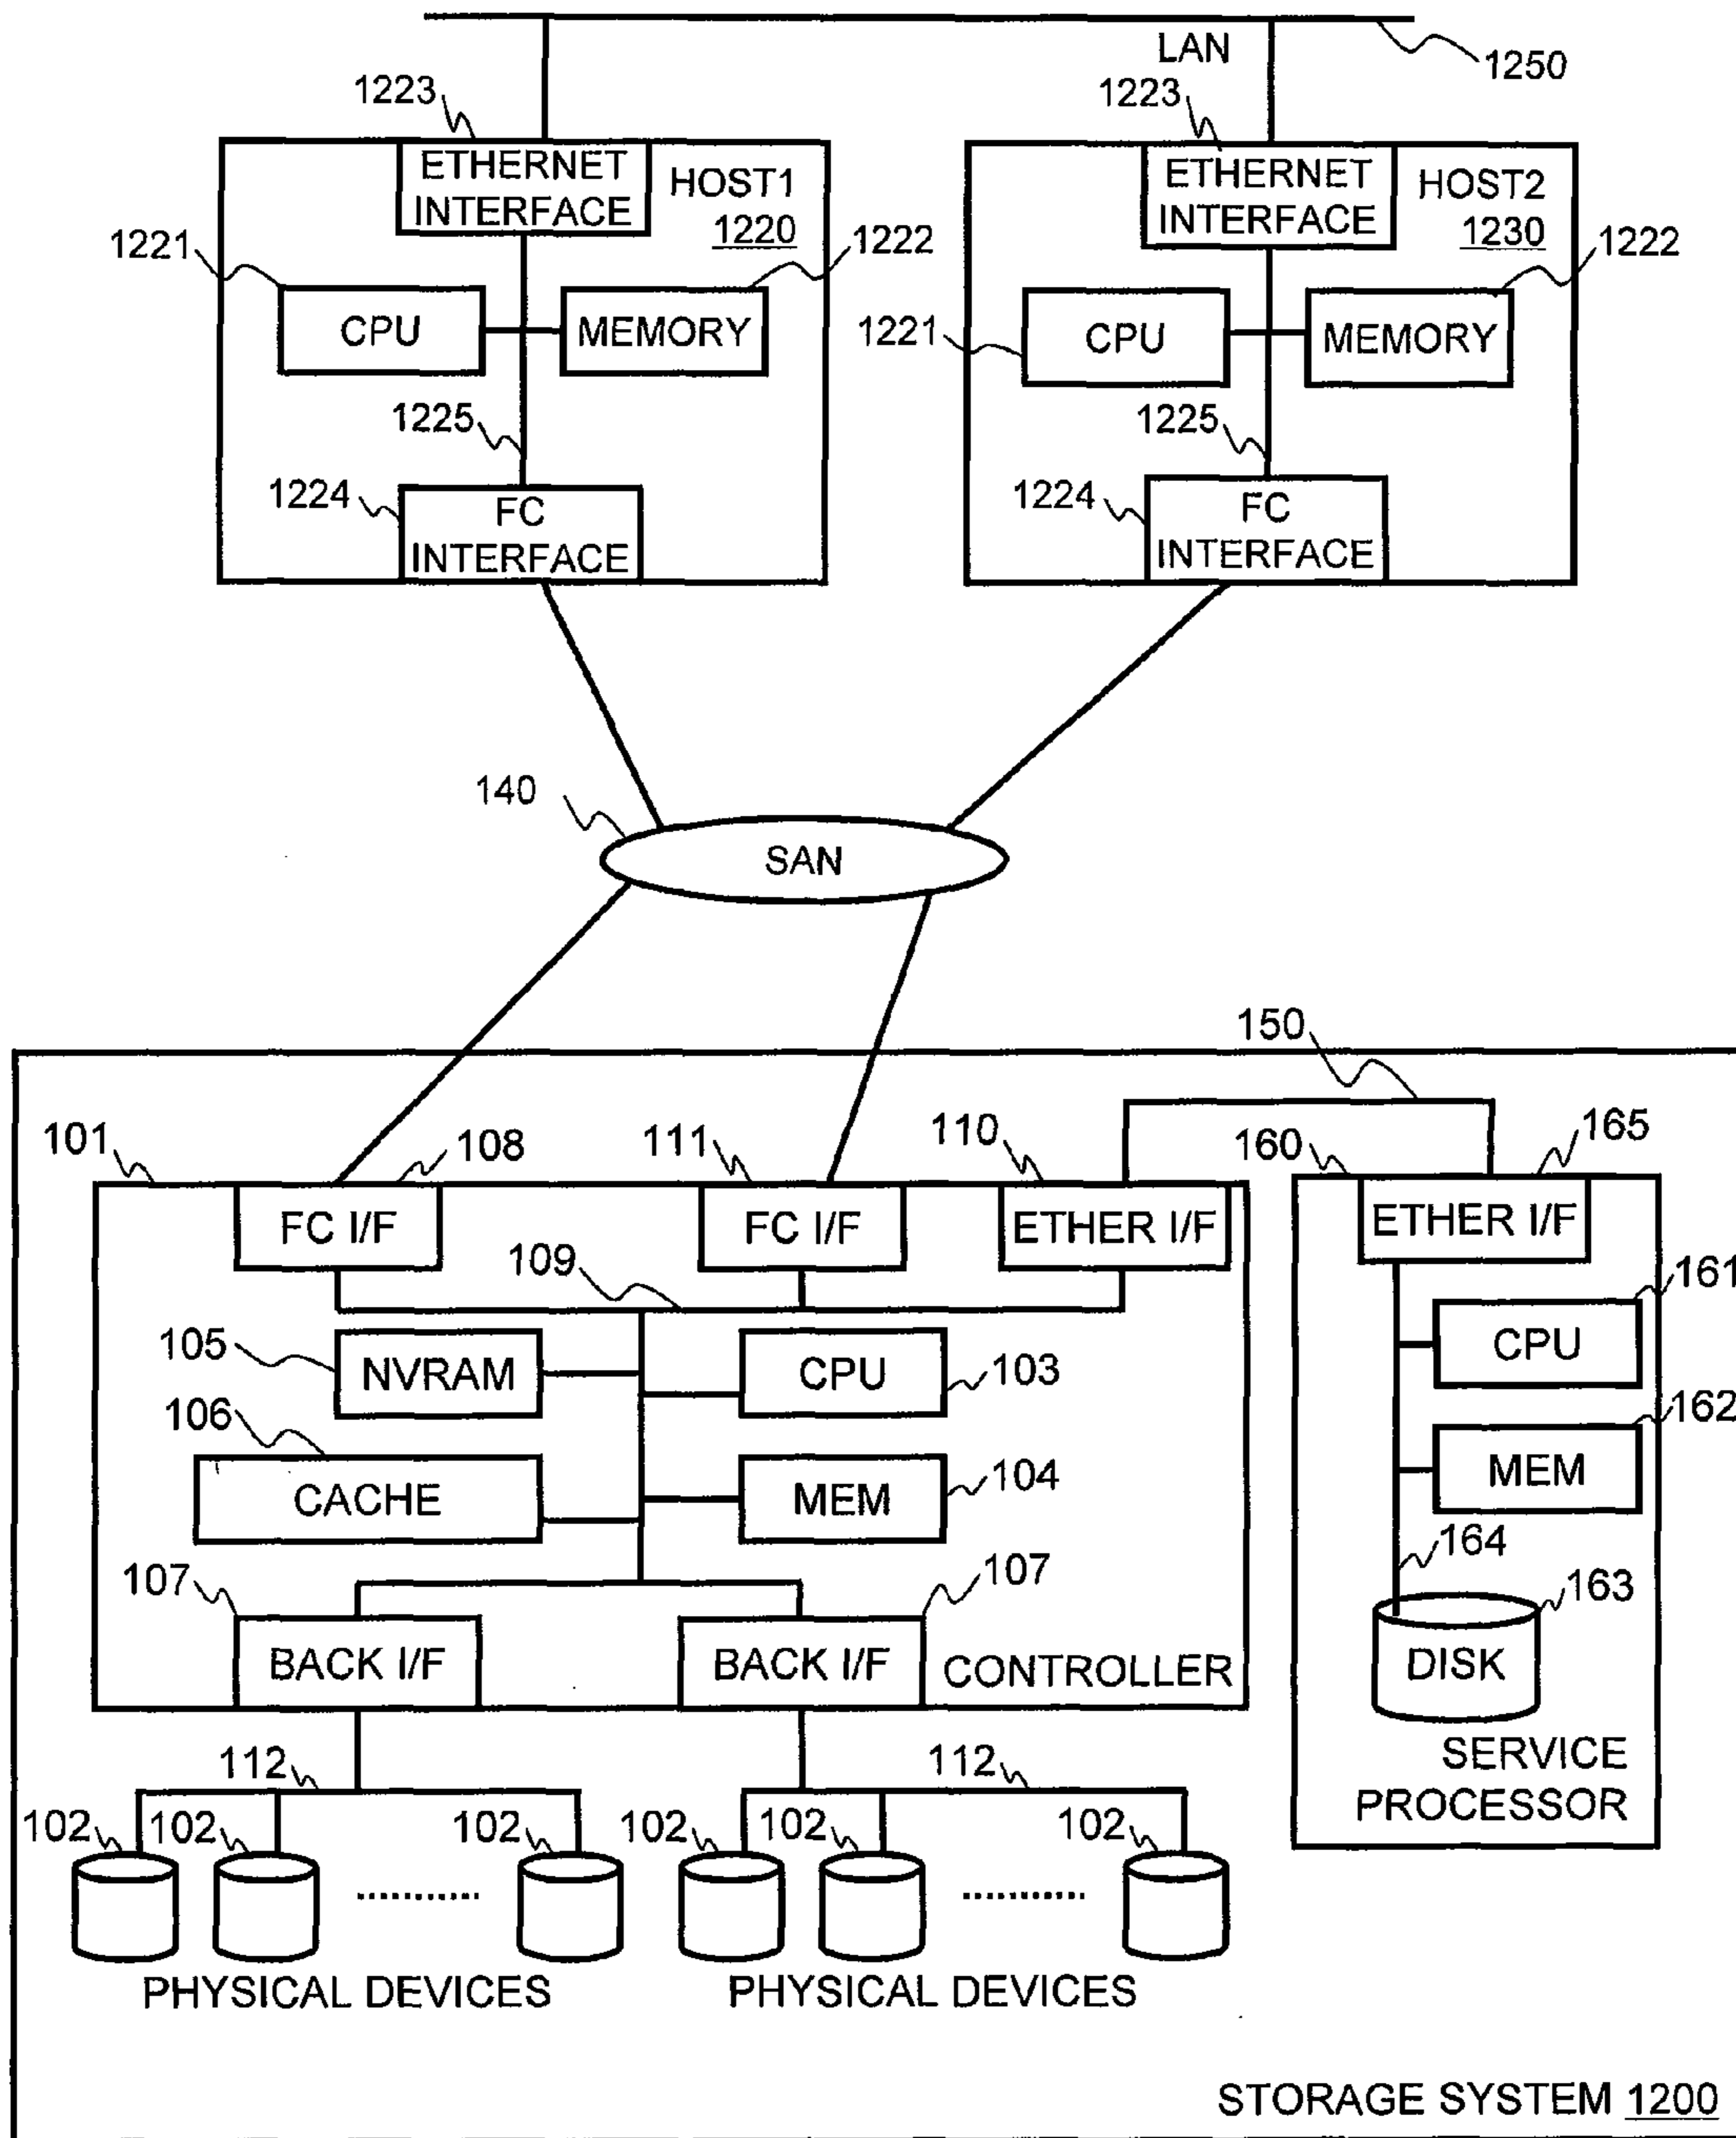 LAN
1250
1223
1223
ETHERNET
INTERFACE
HOST1
1220
ETHERNET
INTERFACE
HOST2
1230
1221
1222
1222
CPU
MEMORY
1221
CPU
MEMORY
1225
1225
1224
FC
INTERFACE
1224
FC
INTERFACE
140
SAN
150
101
108
111
110
160
165
FC I/F
FC I/F
ETHER I/F
ETHER I/F
109
161
105
NVRAM
CPU
103
CPU
106
162
CACHE
MEM
104
MEM
164
107
107
163
BACK I/F
BACK I/F
CONTROLLER
DISK
SERVICE
PROCESSOR
112
112
102
102
102
102
102
102
PHYSICAL DEVICES
PHYSICAL DEVICES
STORAGE SYSTEM 1200